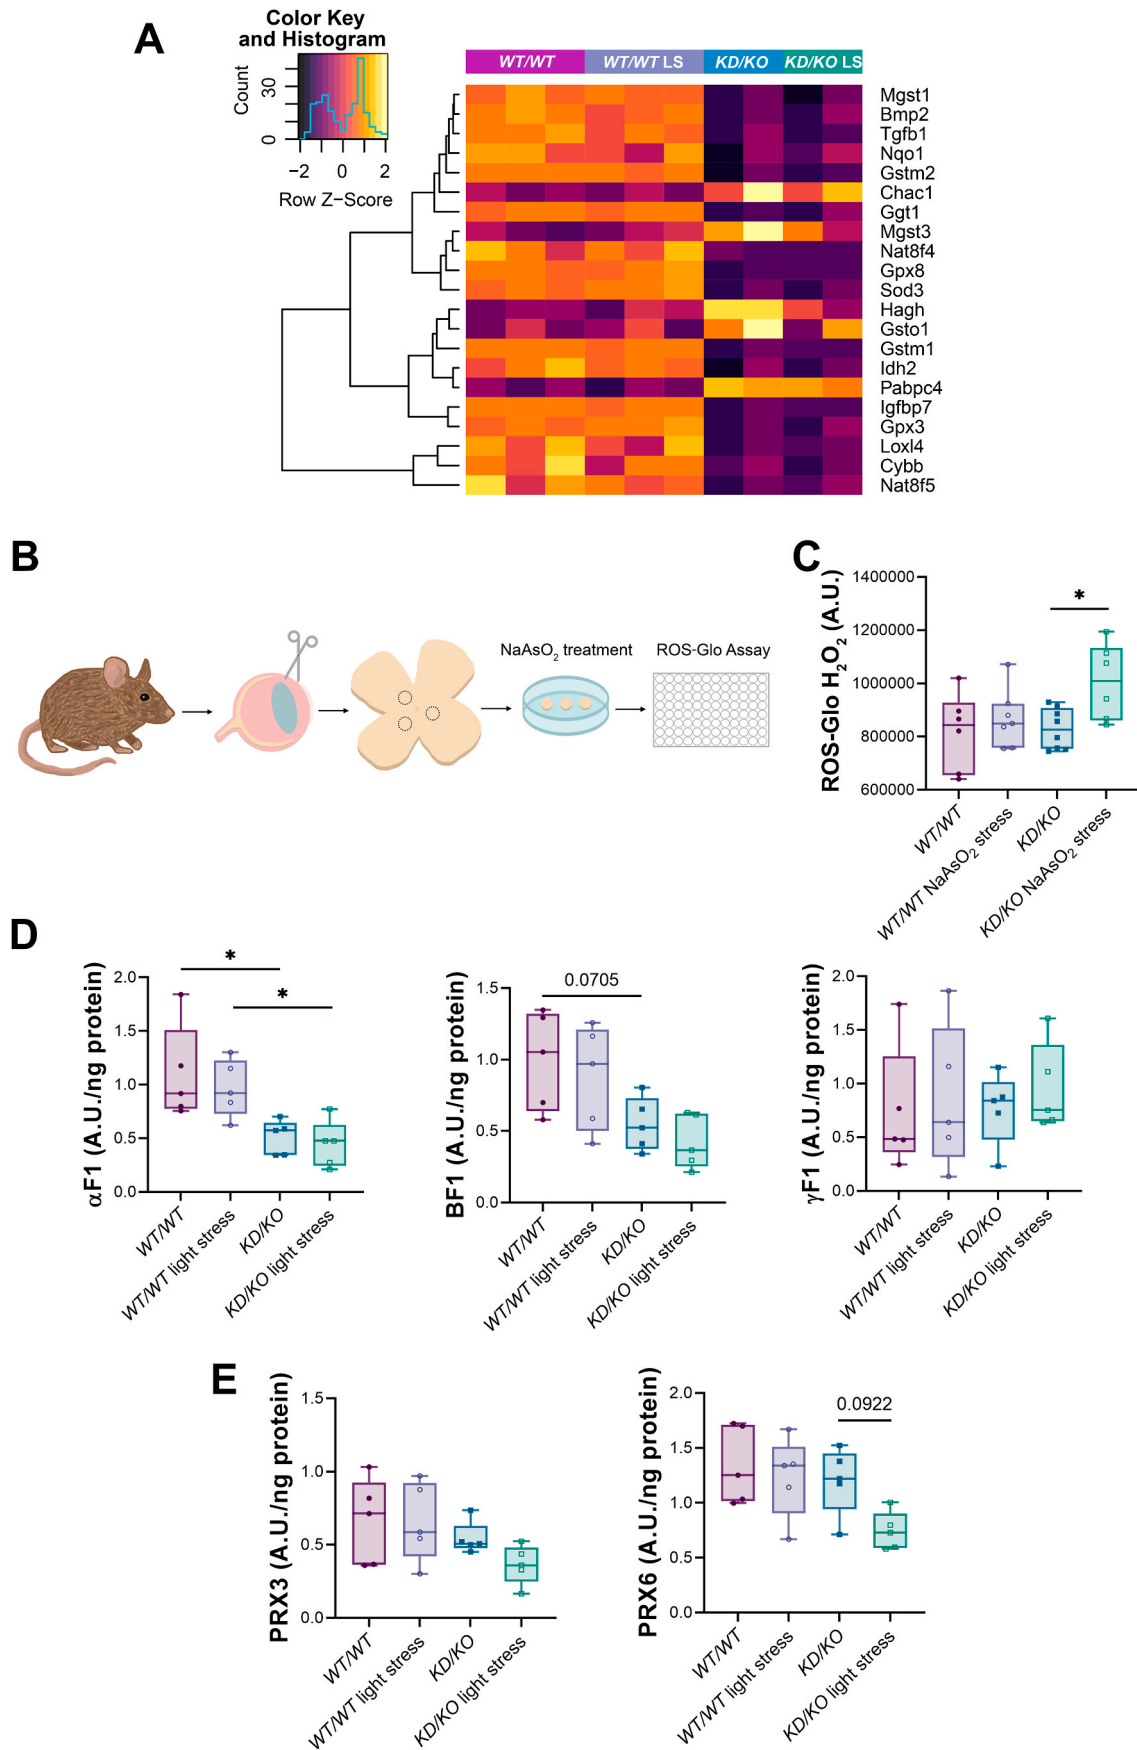 A
Color Key
and Histogram
Count
0
30
−2
0
2
Row Z−Score
WT/WT
WT/WT LS
KD/KO
KD/KO LS
Mgst1
Bmp2
Tgfb1
Nqo1
Gstm2
Chac1
Ggt1
Mgst3
Nat8f4
Gpx8
Sod3
Hagh
Gsto1
Gstm1
Idh2
Pabpc4
Igfbp7
Gpx3
Loxl4
Cybb
Nat8f5
B
NaAsO₂ treatment
ROS-Glo Assay
C
ROS-Glo H₂O₂ (A.U.)
1400000
1200000
1000000
800000
600000
*
WT/WT
WT/WT NaAsO₂ stress
KD/KO
KD/KO NaAsO₂ stress
D
αF1 (A.U./ng protein)
2.0
1.5
1.0
0.5
0.0
*
*
WT/WT
WT/WT light stress
KD/KO
KD/KO light stress
BF1 (A.U./ng protein)
1.5
1.0
0.5
0.0
0.0705
WT/WT
WT/WT light stress
KD/KO
KD/KO light stress
γF1 (A.U./ng protein)
2.0
1.5
1.0
0.5
0.0
WT/WT
WT/WT light stress
KD/KO
KD/KO light stress
E
PRX3 (A.U./ng protein)
1.5
1.0
0.5
0.0
WT/WT
WT/WT light stress
KD/KO
KD/KO light stress
PRX6 (A.U./ng protein)
2.0
1.5
1.0
0.5
0.0
0.0922
WT/WT
WT/WT light stress
KD/KO
KD/KO light stress